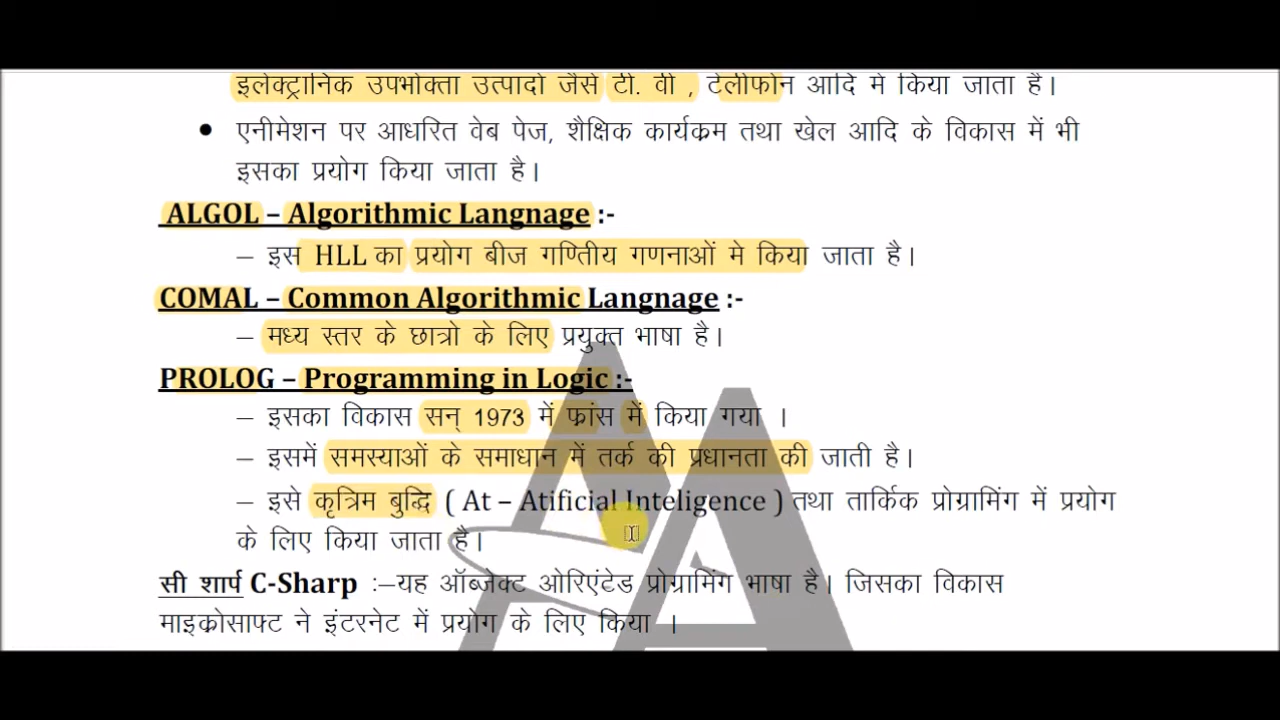 इलेक्ट्रानिक उपभोक्ता उत्पादो जैसे टी. वी , टेलीफोन आदि मे किया जाता है।
• एनीमेशन पर आधरित वेब पेज, शैक्षिक कार्यक्रम तथा खेल आदि के विकास में भी
इसका प्रयोग किया जाता है।
ALGOL – Algorithmic Langnage :-
– इस HLL का प्रयोग बीज गण्तिीय गणनाओं मे किया जाता है।
COMAL – Common Algorithmic Langnage :-
– मध्य स्तर के छात्रो के लिए प्रयुक्त भाषा है।
PROLOG – Programming in Logic :-
– इसका विकास सन् 1973 में फ्रांस में किया गया ।
– इसमें समस्याओं के समाधान में तर्क की प्रधानता की जाती है।
– इसे कृत्रिम बुद्धि ( At – Atificial Inteligence ) तथा तार्किक प्रोग्रामिंग में प्रयोग
के लिए किया जाता है।
सी शार्प C-Sharp :–यह ऑब्जेक्ट ओरिएंटेड प्रोग्रामिंग भाषा है। जिसका विकास
माइक्रोसाफ्ट ने इंटरनेट में प्रयोग के लिए किया ।